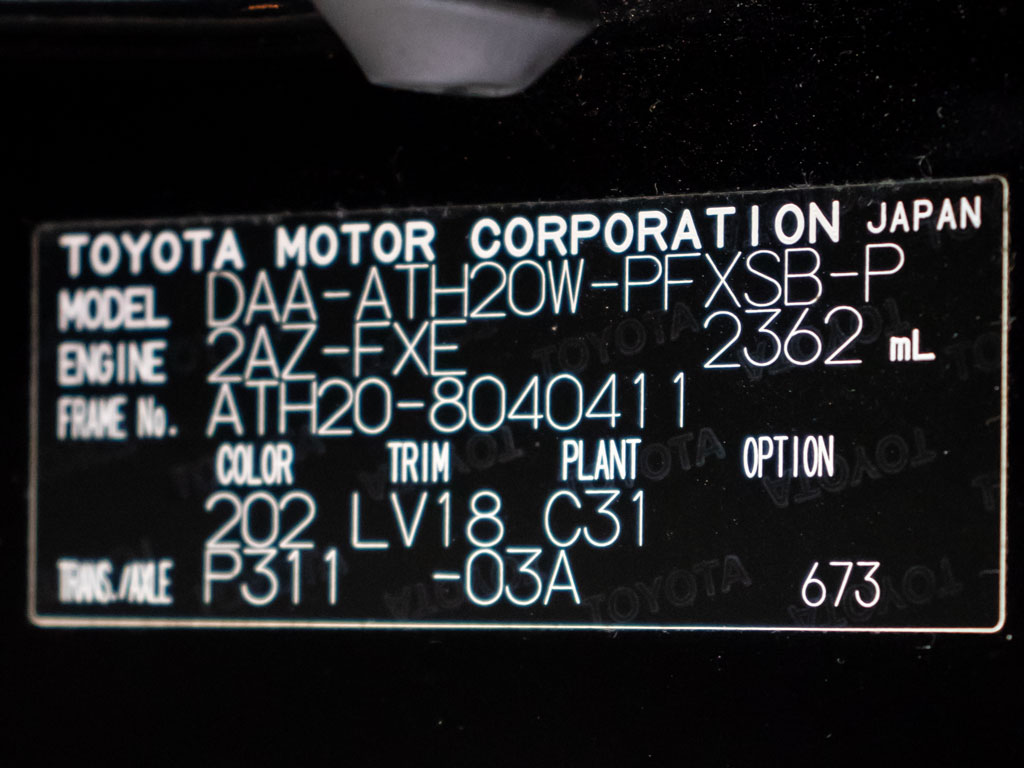 TOYOTA MOTOR CORPORATION JAPAN
MODEL DAA-ATH20W-PFXSB-P
ENGINE 2AZ-FXE 2362 mL
FRAME No. ATH20-8040411
COLOR TRIM PLANT OPTION
202 LV18 C31
TRANS./AXLE P311 -03A 673